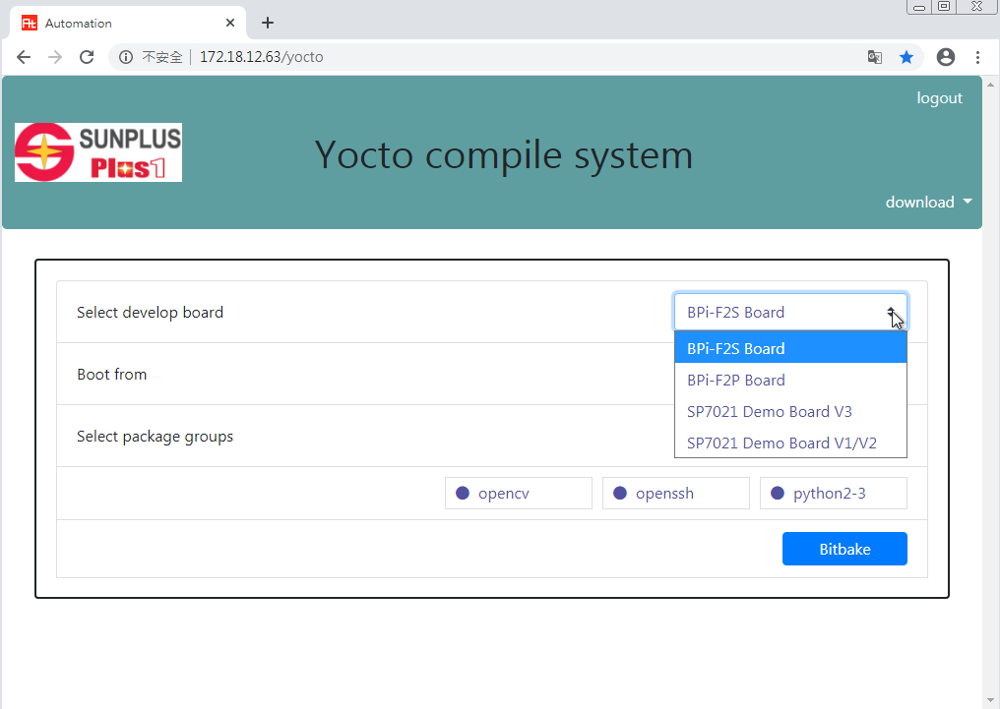 Automation
不安全 | 172.18.12.63/yocto
logout
SUNPLUS
Plus1
Yocto compile system
download
Select develop board
BPi-F2S Board
BPi-F2S Board
Boot from
BPi-F2P Board
SP7021 Demo Board V3
Select package groups
SP7021 Demo Board V1/V2
opencv
openssh
python2-3
Bitbake